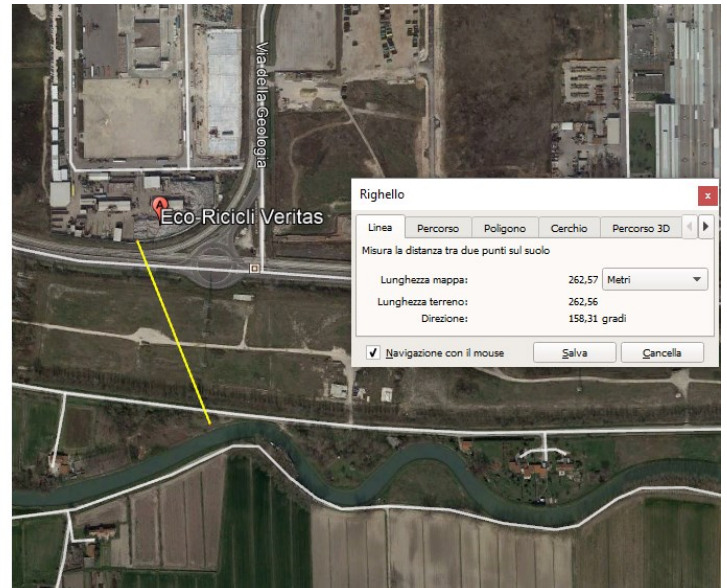 Via della Geologia
A
Eco-Ricicli Veritas
Righello
x
Linea Percorso Poligono Cerchio Percorso 3D
Misura la distanza tra due punti sul suolo
Lunghezza mappa: 262,57 Metri
Lunghezza terreno: 262,56
Direzione: 158,31 gradi
Navigazione con il mouse Salva Cancella